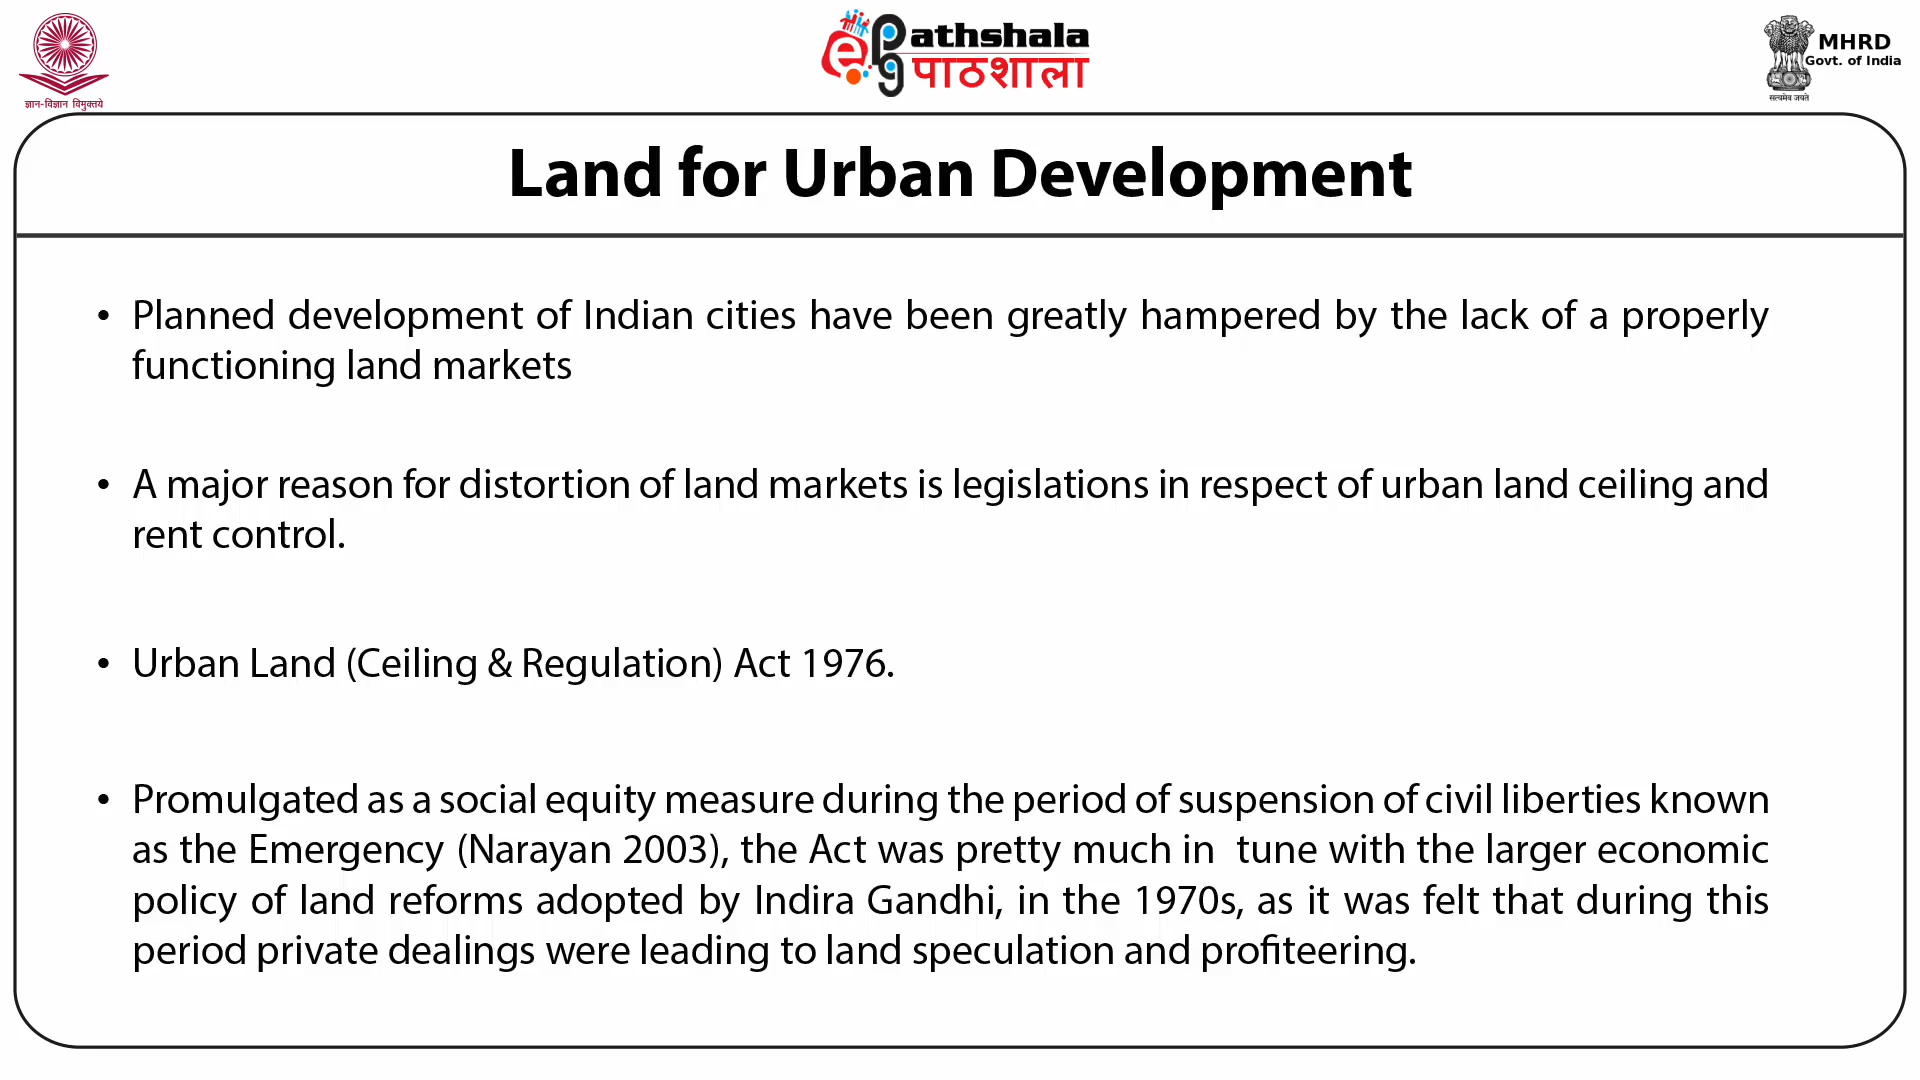 ज्ञान-विज्ञान विमुक्तये
ePathshala
पाठशाला
MHRD
Govt. of India
सत्यमेव जयते
Land for Urban Development
• Planned development of Indian cities have been greatly hampered by the lack of a properly
functioning land markets
• A major reason for distortion of land markets is legislations in respect of urban land ceiling and
rent control.
• Urban Land (Ceiling & Regulation) Act 1976.
• Promulgated as a social equity measure during the period of suspension of civil liberties known
as the Emergency (Narayan 2003), the Act was pretty much in tune with the larger economic
policy of land reforms adopted by Indira Gandhi, in the 1970s, as it was felt that during this
period private dealings were leading to land speculation and profiteering.